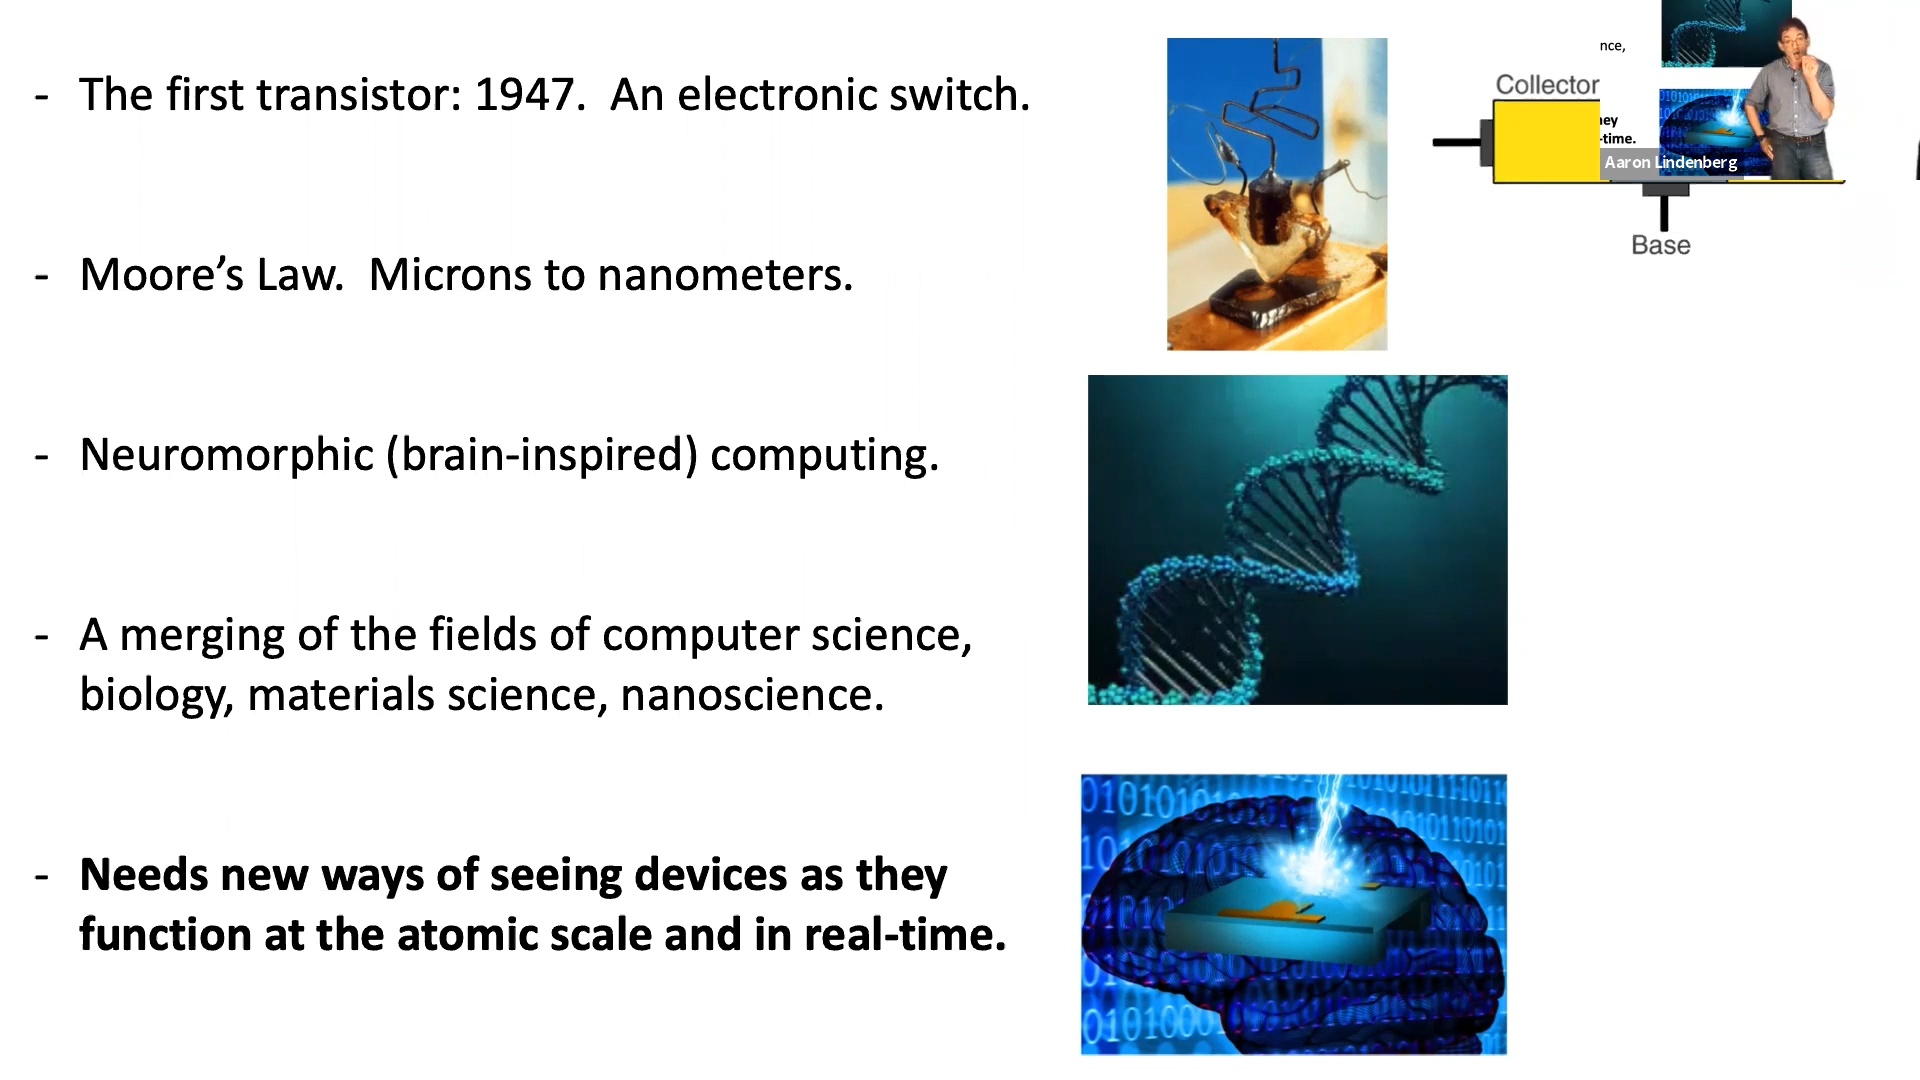 - The first transistor: 1947.  An electronic switch.
- Moore’s Law.  Microns to nanometers.
- Neuromorphic (brain-inspired) computing.
- A merging of the fields of computer science,
biology, materials science, nanoscience.
- Needs new ways of seeing devices as they
function at the atomic scale and in real-time.
Collector
Base
nce,
hey
-time.
Aaron Lindenberg